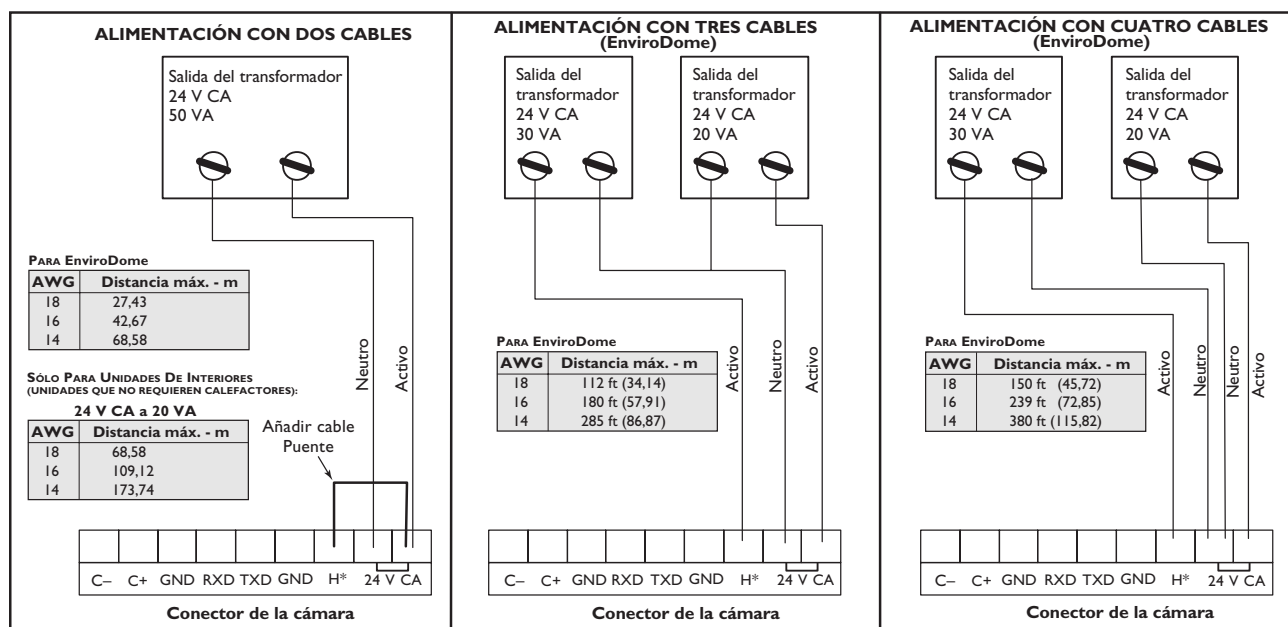 ALIMENTACIÓN CON DOS CABLES
Salida del transformador
24 V CA
50 VA
PARA EnviroDome
AWG Distancia máx. - m
18 27,43
16 42,67
14 68,58
SÓLO PARA UNIDADES DE INTERIORES
(UNIDADES QUE NO REQUIEREN CALEFACTORES):
24 V CA a 20 VA
AWG Distancia máx. - m
18 68,58
16 109,12
14 173,74
Neutro
Activo
Añadir cable
Puente
C– C+ GND RXD TXD GND H* 24 V CA
Conector de la cámara
ALIMENTACIÓN CON TRES CABLES
(EnviroDome)
Salida del
transformador
24 V CA
30 VA
Salida del
transformador
24 V CA
20 VA
PARA EnviroDome
AWG Distancia máx. - m
18 112 ft (34,14)
16 180 ft (57,91)
14 285 ft (86,87)
Activo
Neutro
Activo
C– C+ GND RXD TXD GND H* 24 V CA
Conector de la cámara
ALIMENTACIÓN CON CUATRO CABLES
(EnviroDome)
Salida del
transformador
24 V CA
30 VA
Salida del
transformador
24 V CA
20 VA
PARA EnviroDome
AWG Distancia máx. - m
18 150 ft (45,72)
16 239 ft (72,85)
14 380 ft (115,82)
Activo
Neutro
Neutro
Activo
C– C+ GND RXD TXD GND H* 24 V CA
Conector de la cámara